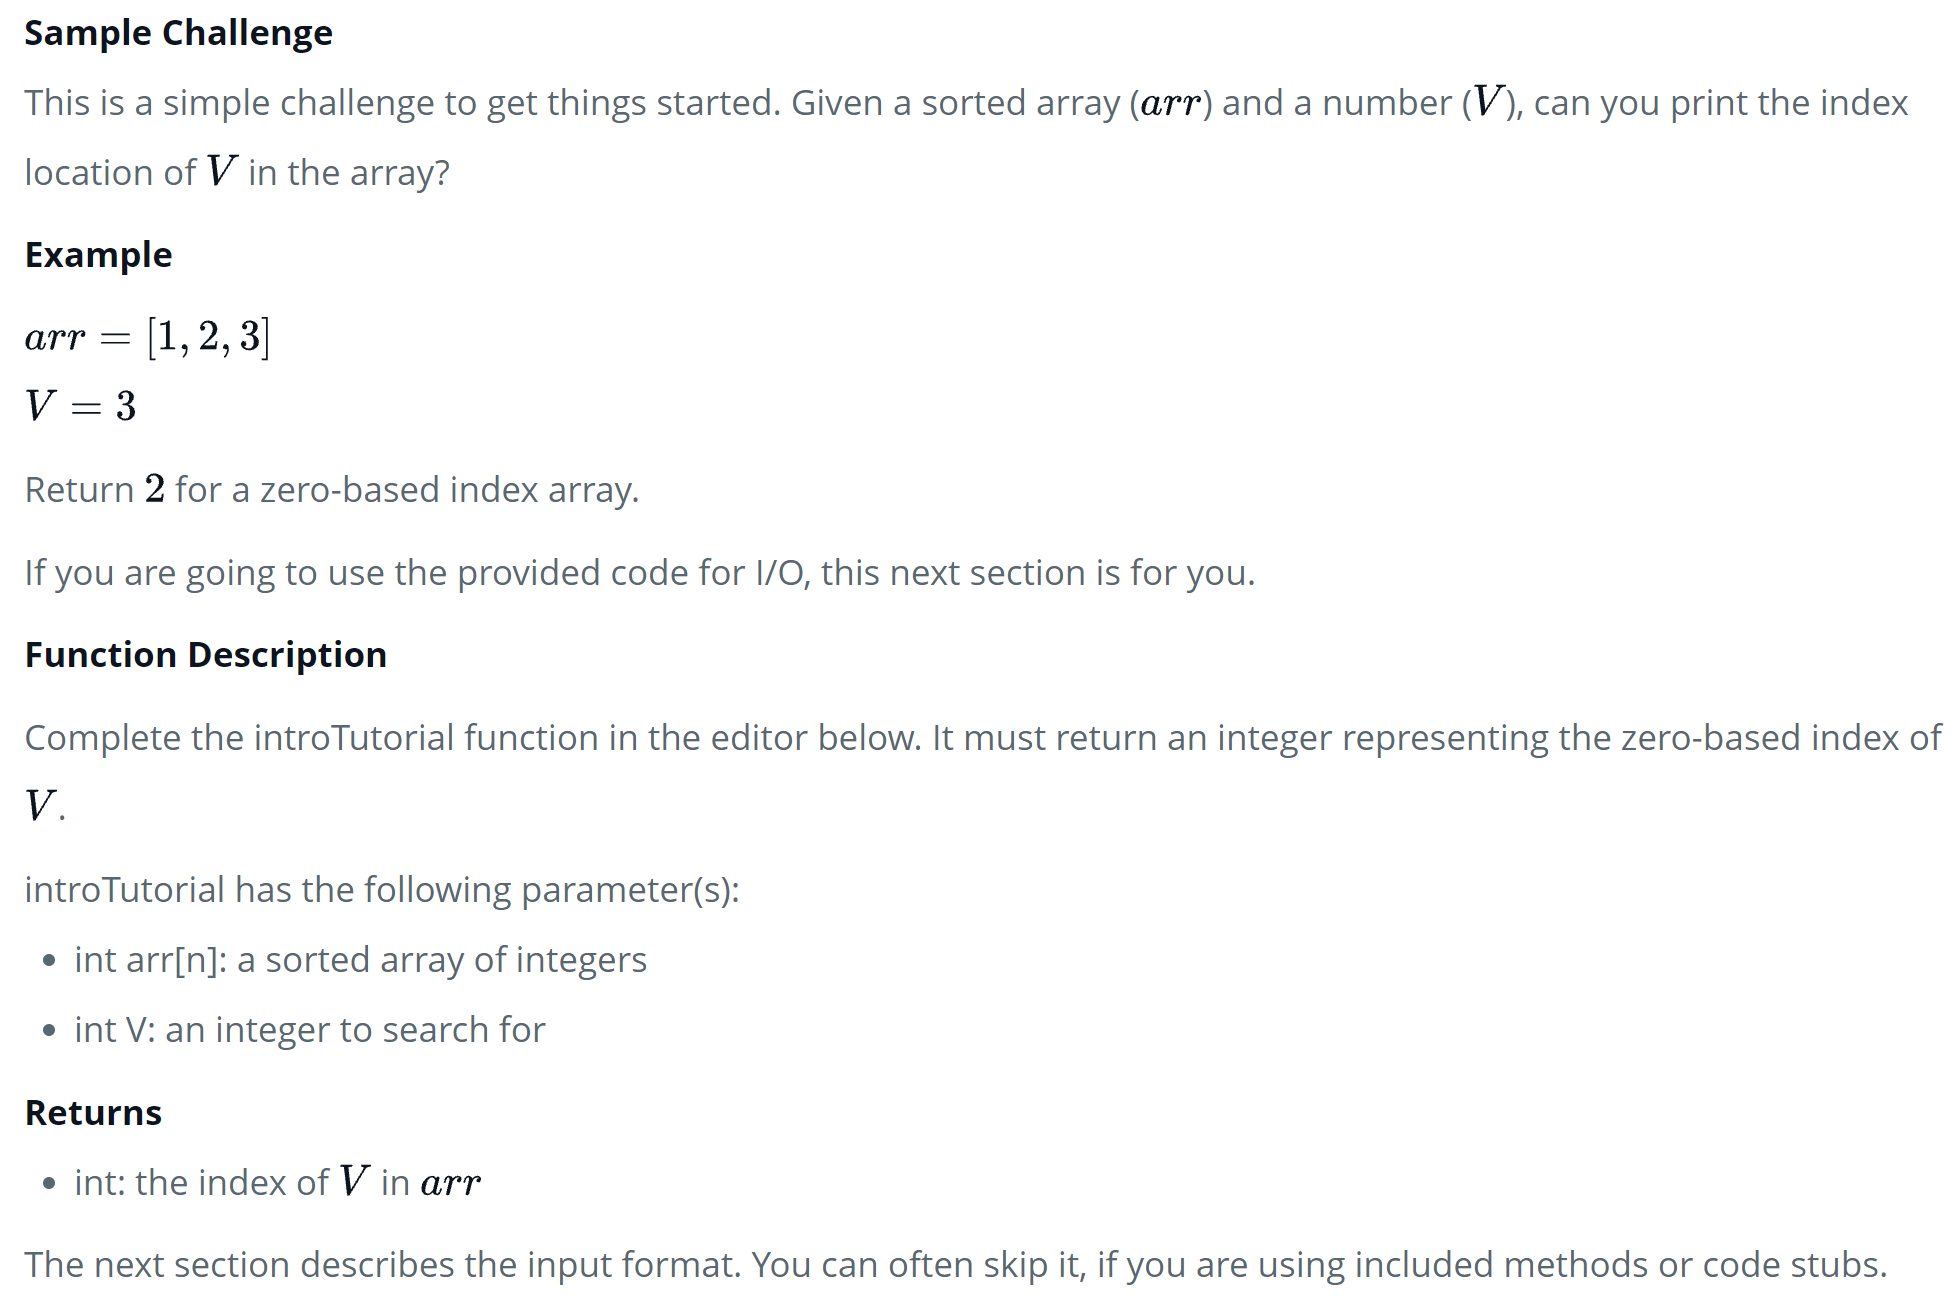 Sample Challenge
This is a simple challenge to get things started. Given a sorted array (arr) and a number (V), can you print the index
location of V in the array?
Example
arr = [1, 2, 3]
V = 3
Return 2 for a zero-based index array.
If you are going to use the provided code for I/O, this next section is for you.
Function Description
Complete the introTutorial function in the editor below. It must return an integer representing the zero-based index of
V.
introTutorial has the following parameter(s):
• int arr[n]: a sorted array of integers
• int V: an integer to search for
Returns
• int: the index of V in arr
The next section describes the input format. You can often skip it, if you are using included methods or code stubs.